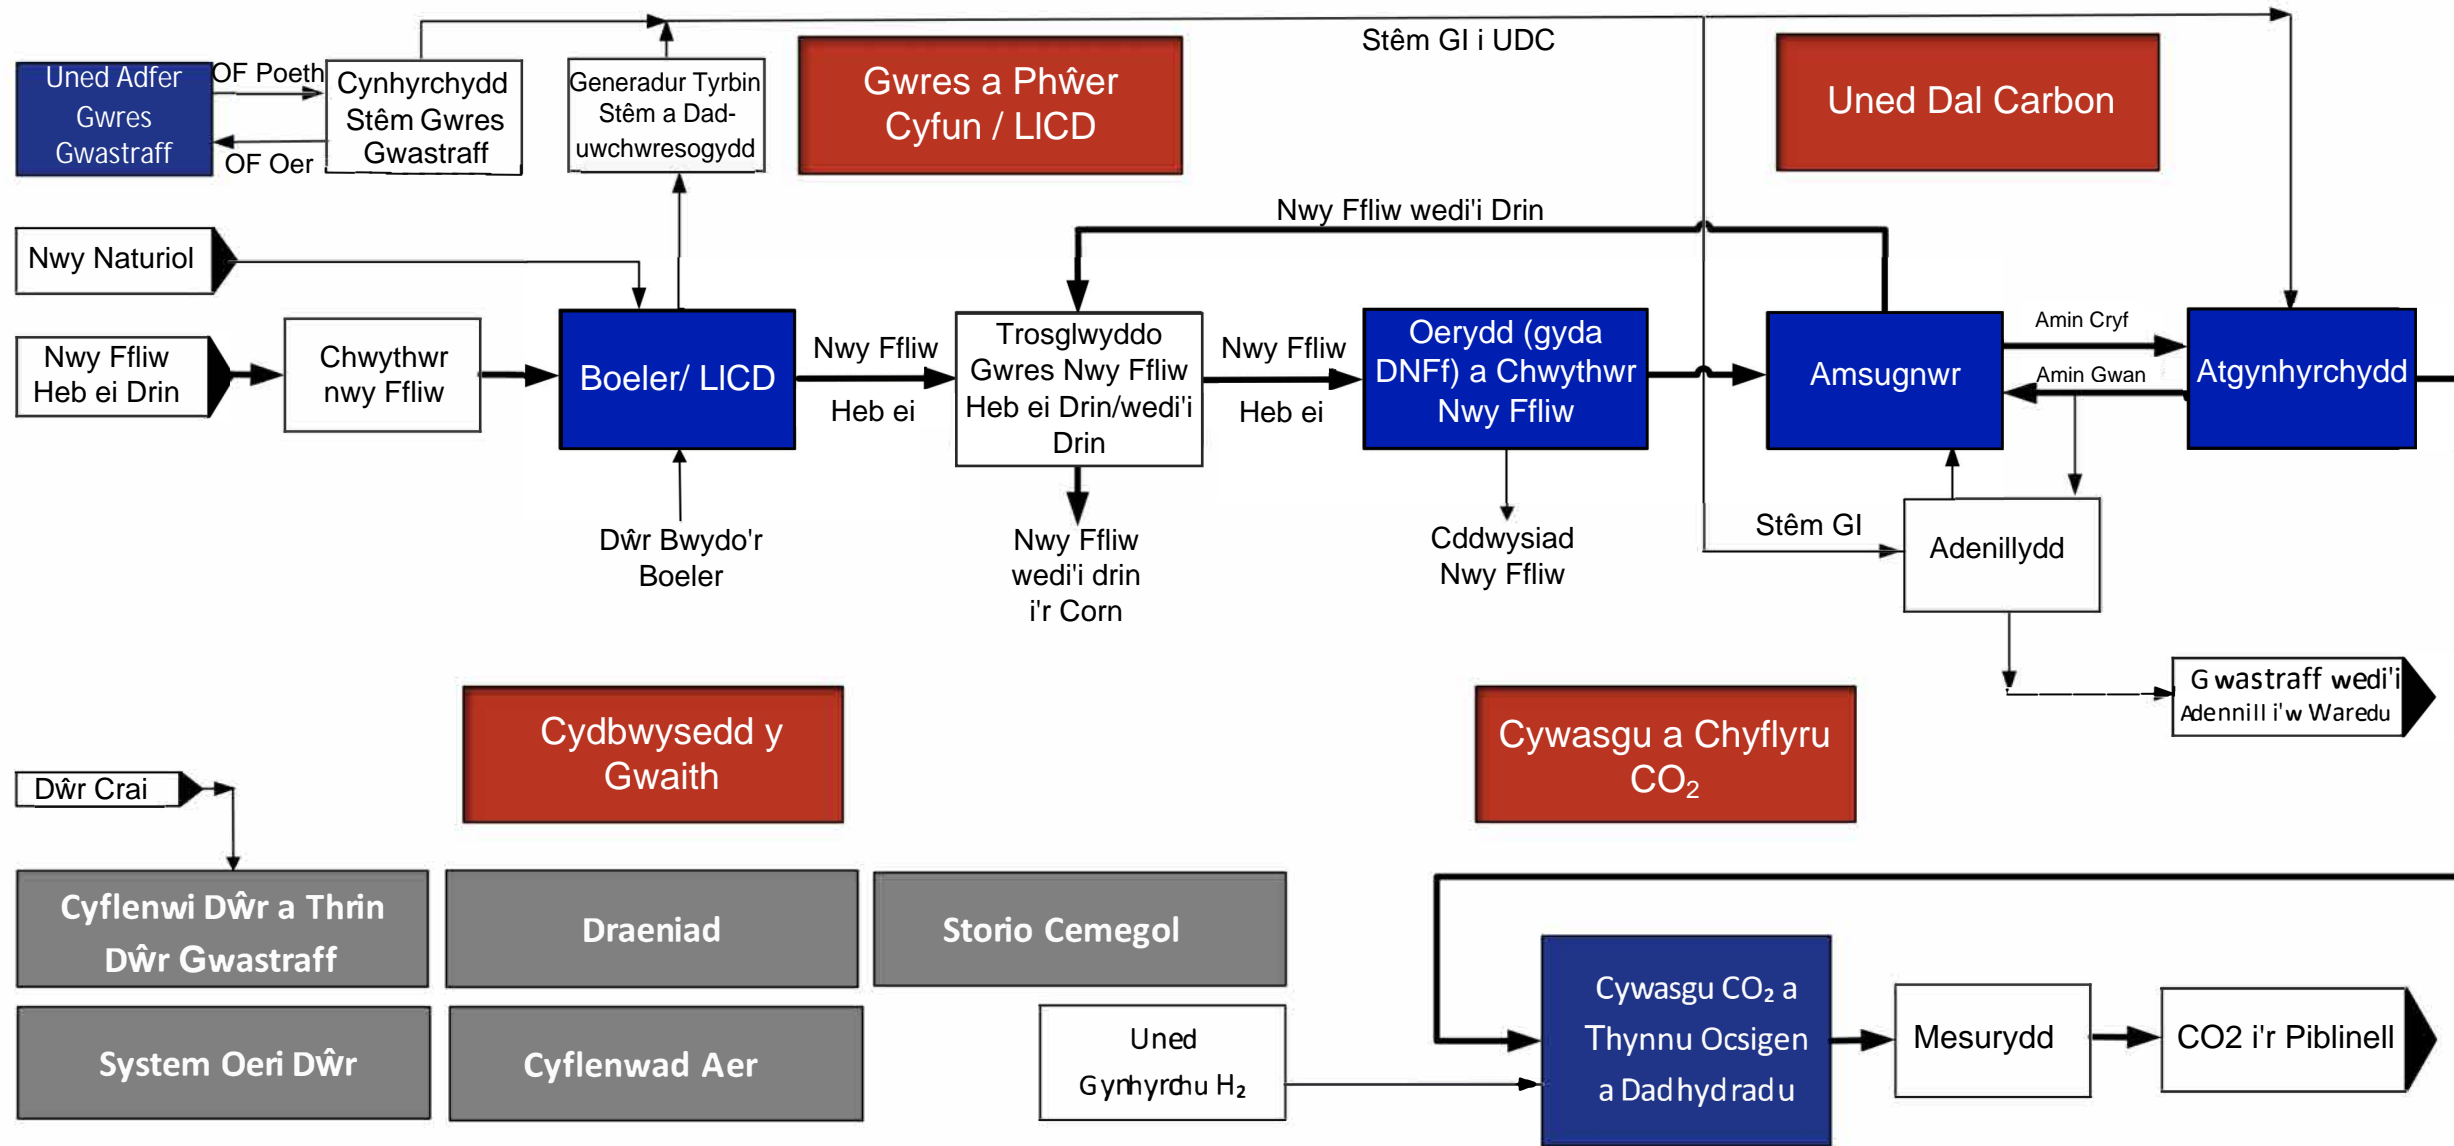 Stêm GI i UDC
Uned Adfer
Gwres
Gwastraff
OF Poeth
OF Oer
Cynhyrchydd
Stêm Gwres
Gwastraff
Generadur Tyrbin
Stêm a Dad-
uwchwresogydd
Gwres a Phŵer
Cyfun / LlCD
Uned Dal Carbon
Nwy Ffliw wedi'i Drin
Nwy Naturiol
Nwy Ffliw
Heb ei Drin
Chwythwr
nwy Ffliw
Boeler/ LlCD
Nwy Ffliw
Heb ei
Trosglwyddo
Gwres Nwy Ffliw
Heb ei Drin/wedi'i
Drin
Nwy Ffliw
Heb ei
Oerydd (gyda
DNFf) a Chwythwr
Nwy Ffliw
Amsugnwr
Amin Cryf
Amin Gwan
Atgynhyrchydd
Dŵr Bwydo'r
Boeler
Nwy Ffliw
wedi'i drin
i'r Corn
Cddwysiad
Nwy Ffliw
Stêm GI
Adenillydd
Gwastraff wedi'i
Adennill i'w Waredu
Cydbwysedd y
Gwaith
Cywasgu a Chyflyru
CO₂
Dŵr Crai
Cyflenwi Dŵr a Thrin
Dŵr Gwastraff
Draeniad
Storio Cemegol
System Oeri Dŵr
Cyflenwad Aer
Uned
Gynhyrchu H₂
Cywasgu CO₂ a
Thynnu Ocsigen
a Dadhydradu
Mesurydd
CO2 i'r Piblinell